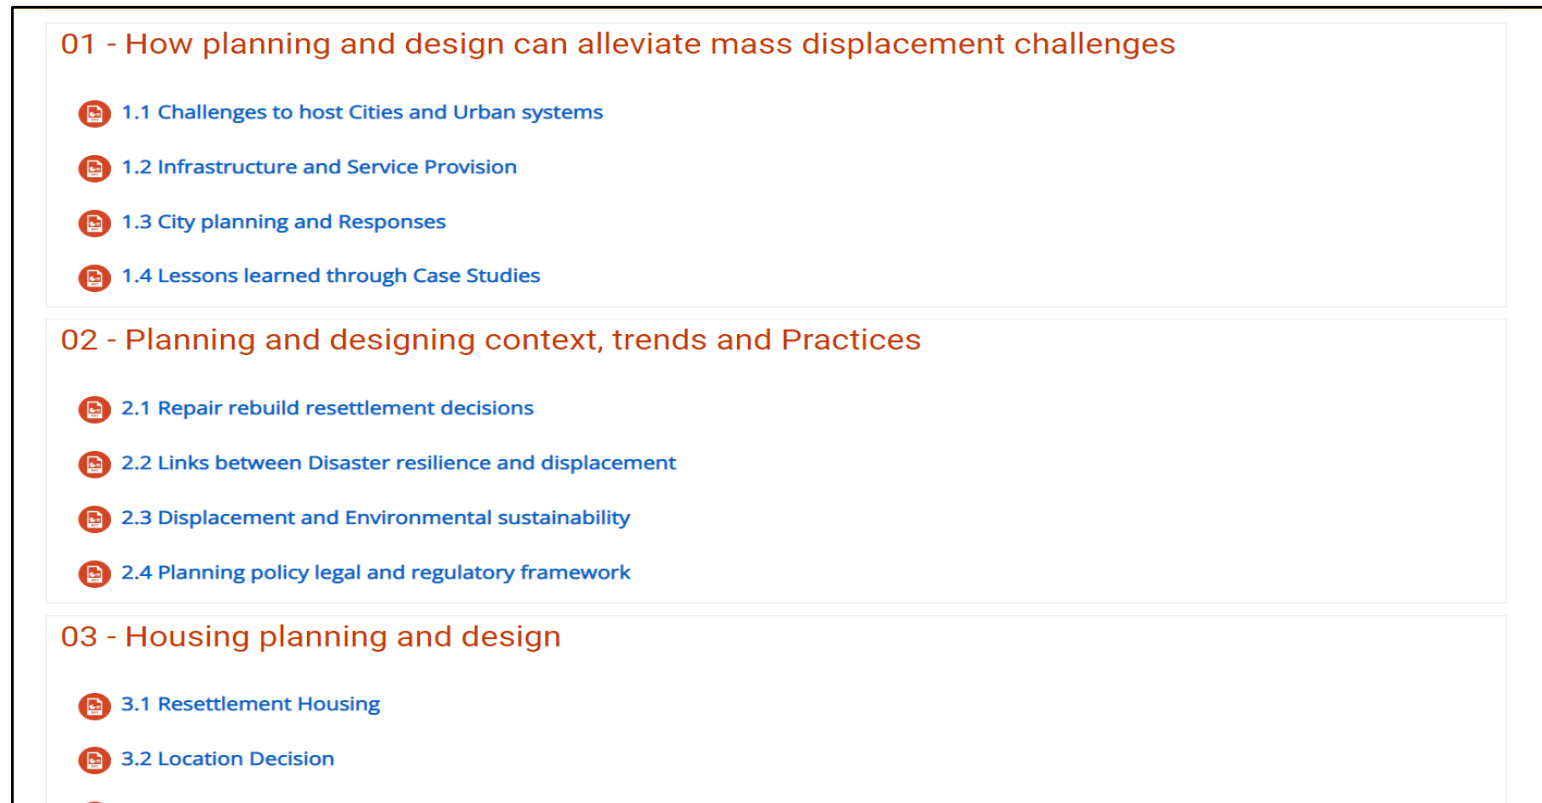 01 - How planning and design can alleviate mass displacement challenges
1.1 Challenges to host Cities and Urban systems
1.2 Infrastructure and Service Provision
1.3 City planning and Responses
1.4 Lessons learned through Case Studies
02 - Planning and designing context, trends and Practices
2.1 Repair rebuild resettlement decisions
2.2 Links between Disaster resilience and displacement
2.3 Displacement and Environmental sustainability
2.4 Planning policy legal and regulatory framework
03 - Housing planning and design
3.1 Resettlement Housing
3.2 Location Decision